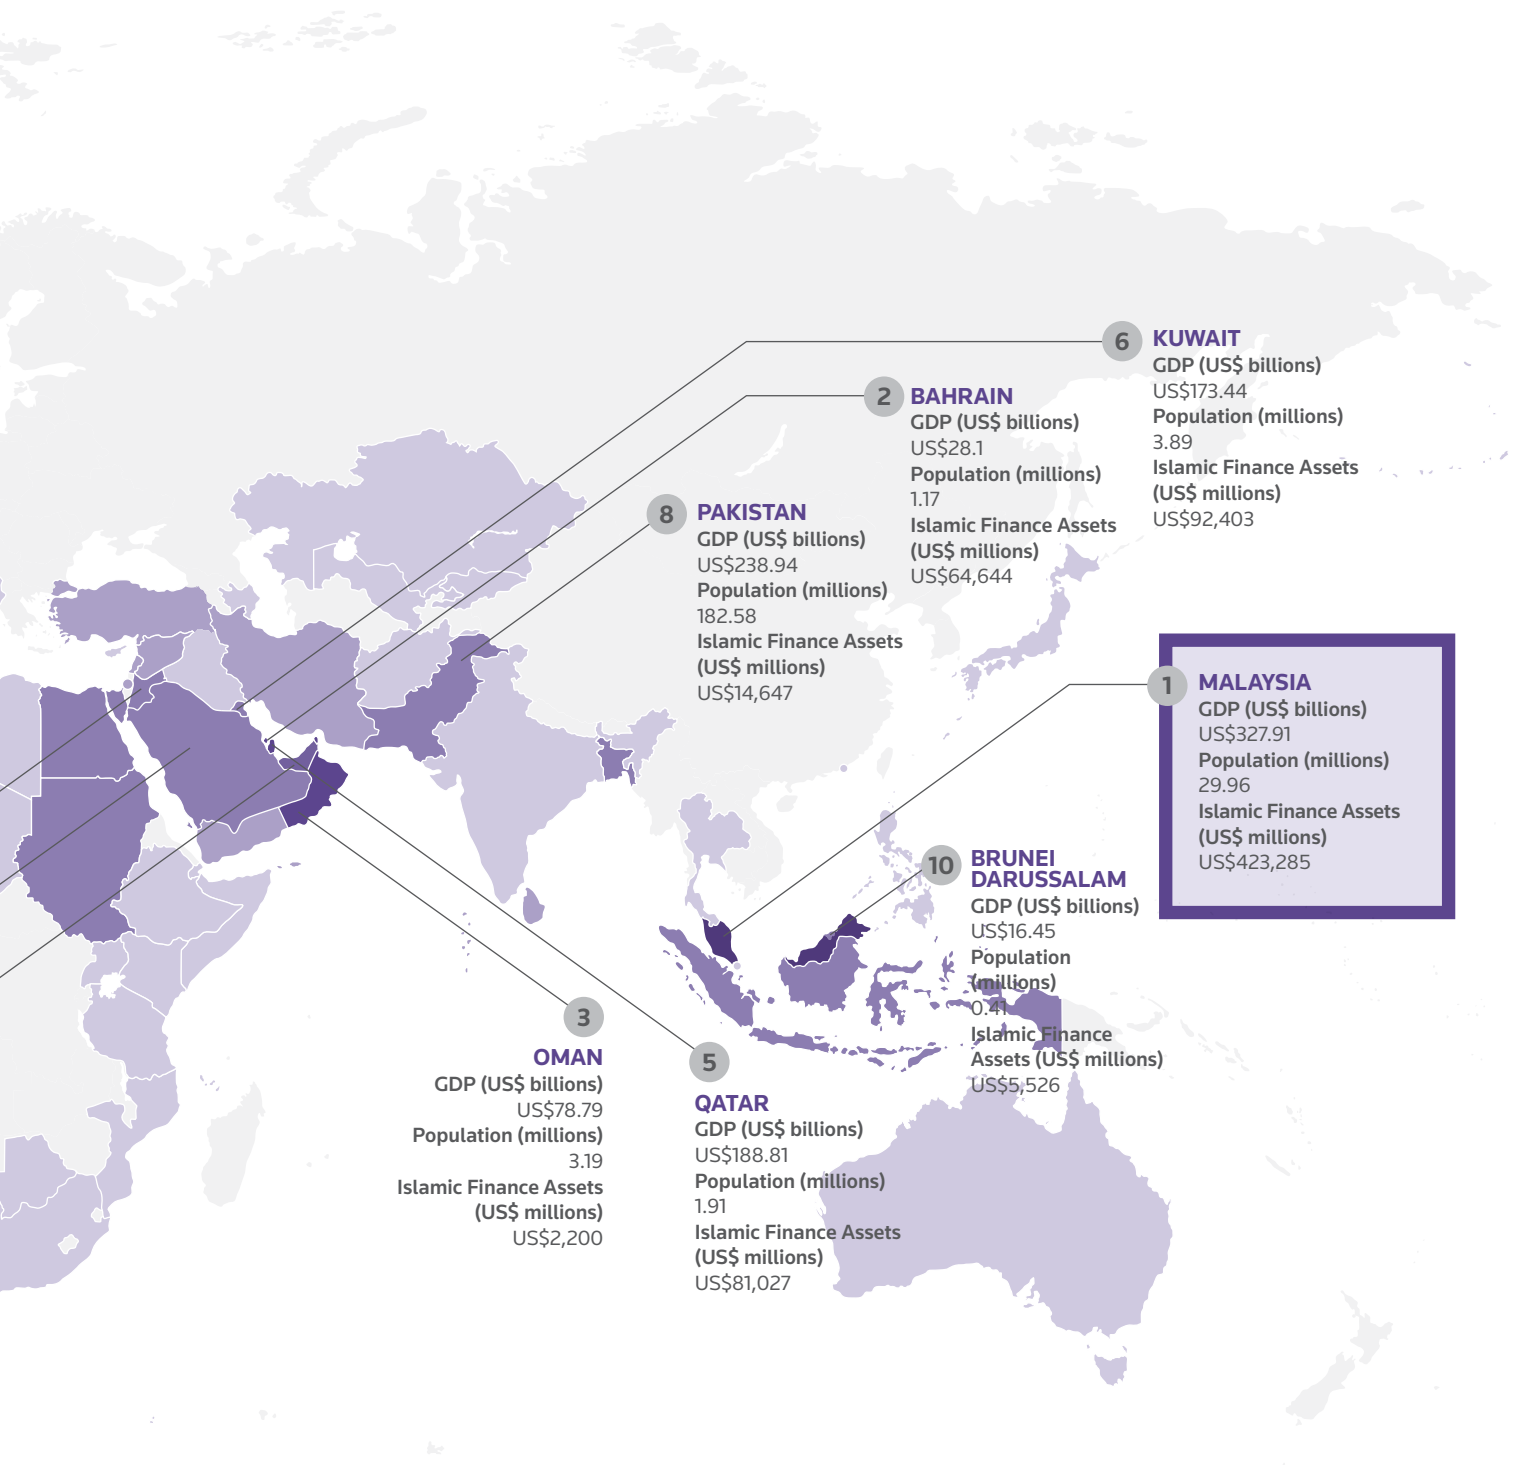 6
KUWAIT
GDP (US$ billions)
US$173.44
Population (millions)
3.89
Islamic Finance Assets
(US$ millions)
US$92,403
2
BAHRAIN
GDP (US$ billions)
US$28.1
Population (millions)
1.17
Islamic Finance Assets
(US$ millions)
US$64,644
8
PAKISTAN
GDP (US$ billions)
US$238.94
Population (millions)
182.58
Islamic Finance Assets
(US$ millions)
US$14,647
1
MALAYSIA
GDP (US$ billions)
US$327.91
Population (millions)
29.96
Islamic Finance Assets
(US$ millions)
US$423,285
10
BRUNEI
DARUSSALAM
GDP (US$ billions)
US$16.45
Population
(millions)
0.41
Islamic Finance
Assets (US$ millions)
US$5,526
3
OMAN
GDP (US$ billions)
US$78.79
Population (millions)
3.19
Islamic Finance Assets
(US$ millions)
US$2,200
5
QATAR
GDP (US$ billions)
US$188.81
Population (millions)
1.91
Islamic Finance Assets
(US$ millions)
US$81,027